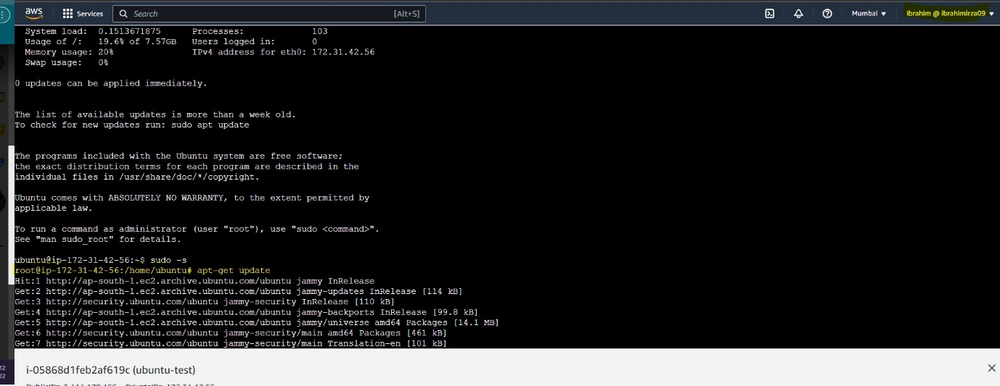 aws Services Search [Alt+S] Mumbai ibrahim @ ibrahimirza09
System load: 0.1513671875 Processes: 103
Usage of /: 19.6% of 7.57GB Users logged in: 0
Memory usage: 20% IPv4 address for eth0: 172.31.42.56
Swap usage: 0%
0 updates can be applied immediately.
The list of available updates is more than a week old.
To check for new updates run: sudo apt update
The programs included with the Ubuntu system are free software;
the exact distribution terms for each program are described in the
individual files in /usr/share/doc/*/copyright.
Ubuntu comes with ABSOLUTELY NO WARRANTY, to the extent permitted by
applicable law.
To run a command as administrator (user "root"), use "sudo <command>".
See "man sudo_root" for details.
ubuntu@ip-172-31-42-56:~$ sudo -s
root@ip-172-31-42-56:/home/ubuntu# apt-get update
Hit:1 http://ap-south-1.ec2.archive.ubuntu.com/ubuntu jammy InRelease
Get:2 http://ap-south-1.ec2.archive.ubuntu.com/ubuntu jammy-updates InRelease [114 kB]
Get:3 http://security.ubuntu.com/ubuntu jammy-security InRelease [110 kB]
Get:4 http://ap-south-1.ec2.archive.ubuntu.com/ubuntu jammy-backports InRelease [99.8 kB]
Get:5 http://ap-south-1.ec2.archive.ubuntu.com/ubuntu jammy/universe amd64 Packages [14.1 MB]
Get:6 http://security.ubuntu.com/ubuntu jammy-security/main amd64 Packages [461 kB]
Get:7 http://security.ubuntu.com/ubuntu jammy-security/main Translation-en [101 kB]
12
22
i-05868d1feb2af619c (ubuntu-test)